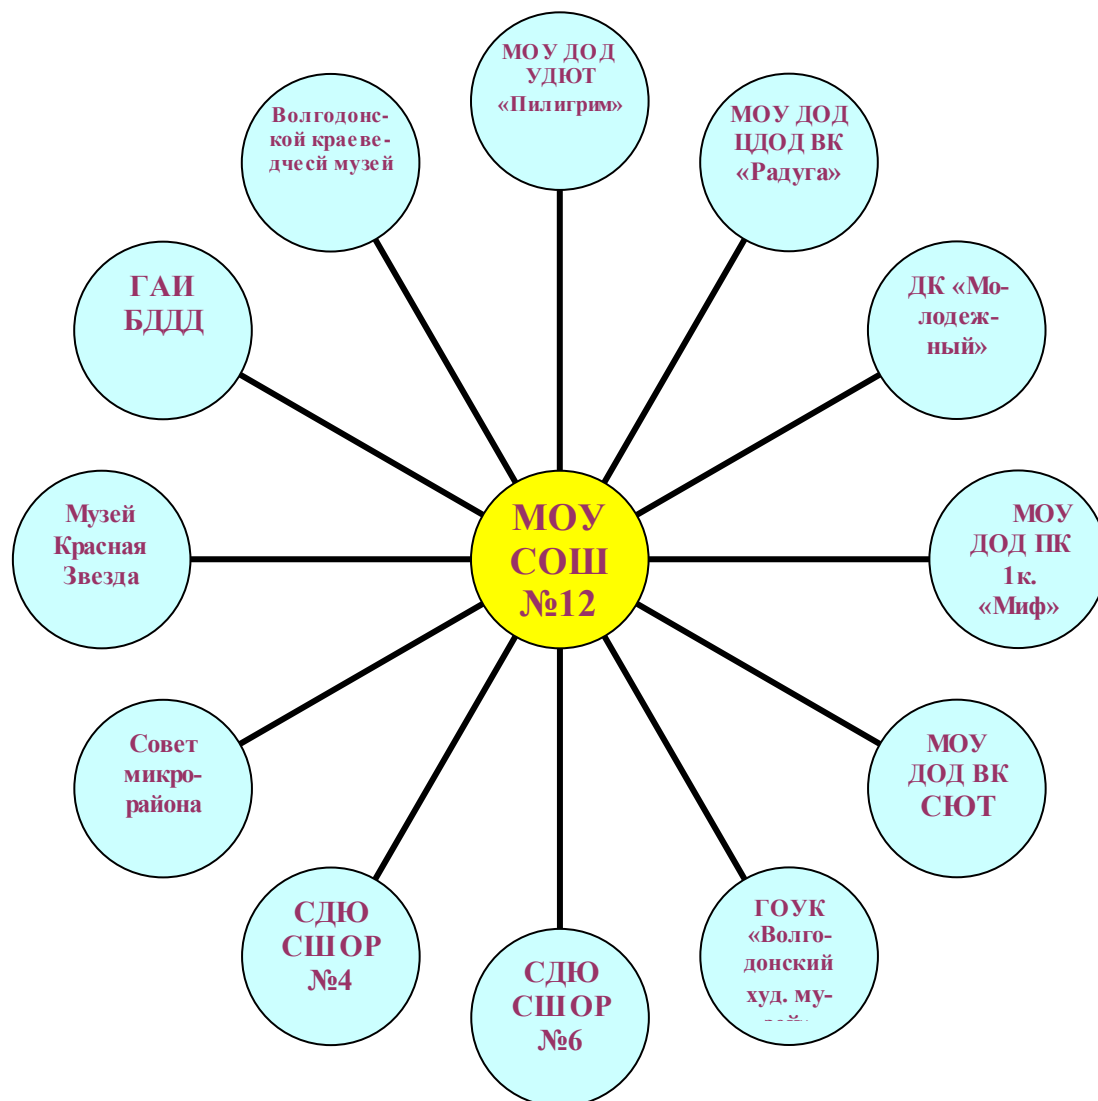 МОУ ДОД
УДЮТ
«Пилигрим»
МОУ ДОД
ЦДОД ВК
«Радуга»
ДК «Мо-
лодеж-
ный»
МОУ
ДОД ПК
1к.
«Миф»
МОУ
ДОД ВК
СЮТ
ГОУК
«Волго-
донский
худ. му-
СДЮ
СШОР
№6
СДЮ
СШОР
№4
Совет
микро-
района
Музей
Красная
Звезда
ГАИ
БДДД
Волгодонс-
кой краеве-
дчесй музей
МОУ
СОШ
№12